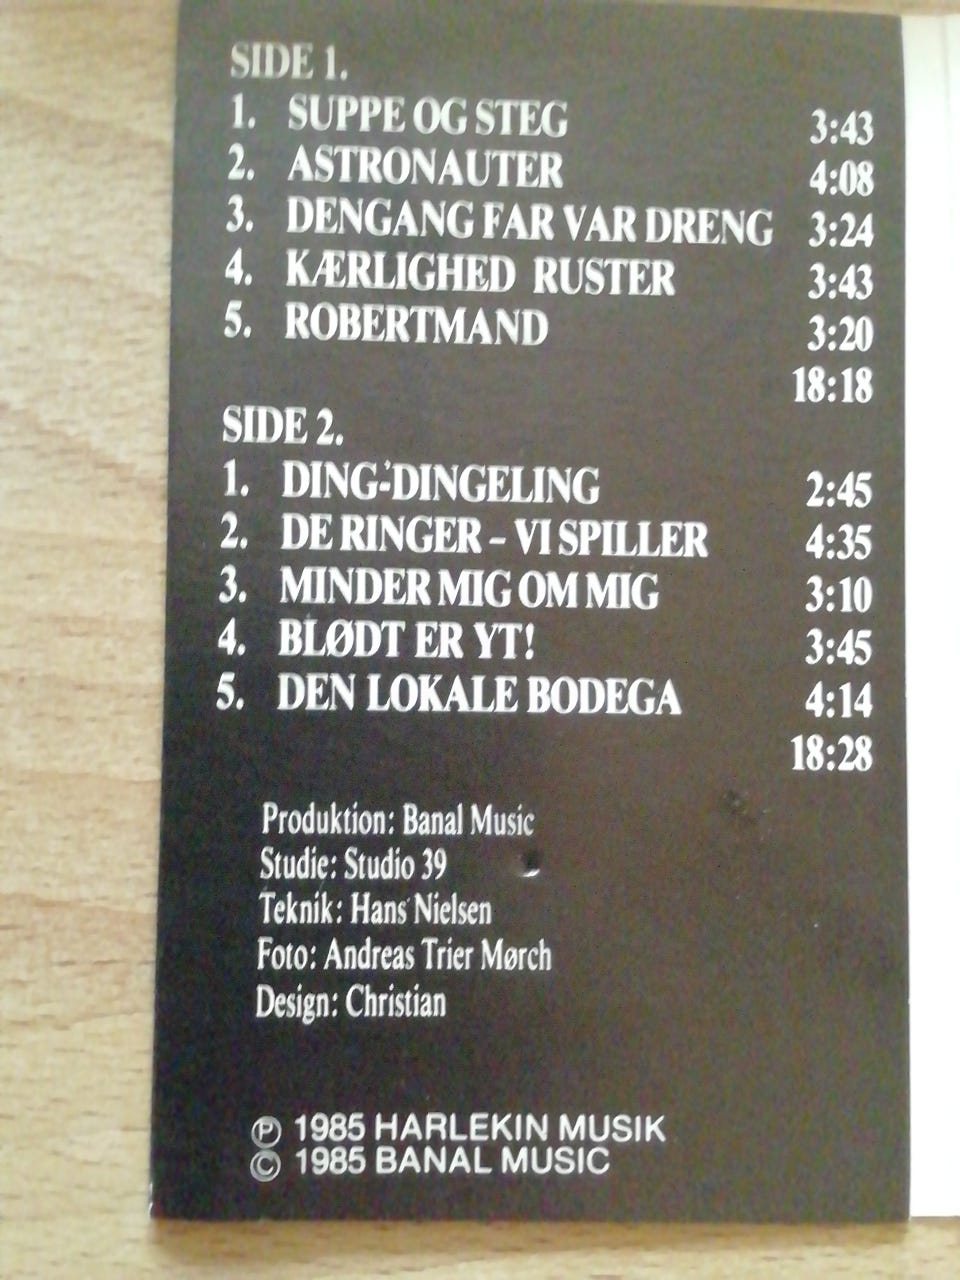 SIDE 1.
1. SUPPE OG STEG 3:43
2. ASTRONAUTER 4:08
3. DENGANG FAR VAR DRENG 3:24
4. KÆRLIGHED RUSTER 3:43
5. ROBERTMAND 3:20
18:18
SIDE 2.
1. DING-'DINGELING 2:45
2. DE RINGER – VI SPILLER 4:35
3. MINDER MIG OM MIG 3:10
4. BLØDT ER YT! 3:45
5. DEN LOKALE BODEGA 4:14
18:28
Produktion: Banal Music
Studie: Studio 39
Teknik: Hans Nielsen
Foto: Andreas Trier Mørch
Design: Christian
℗ 1985 HARLEKIN MUSIK
© 1985 BANAL MUSIC